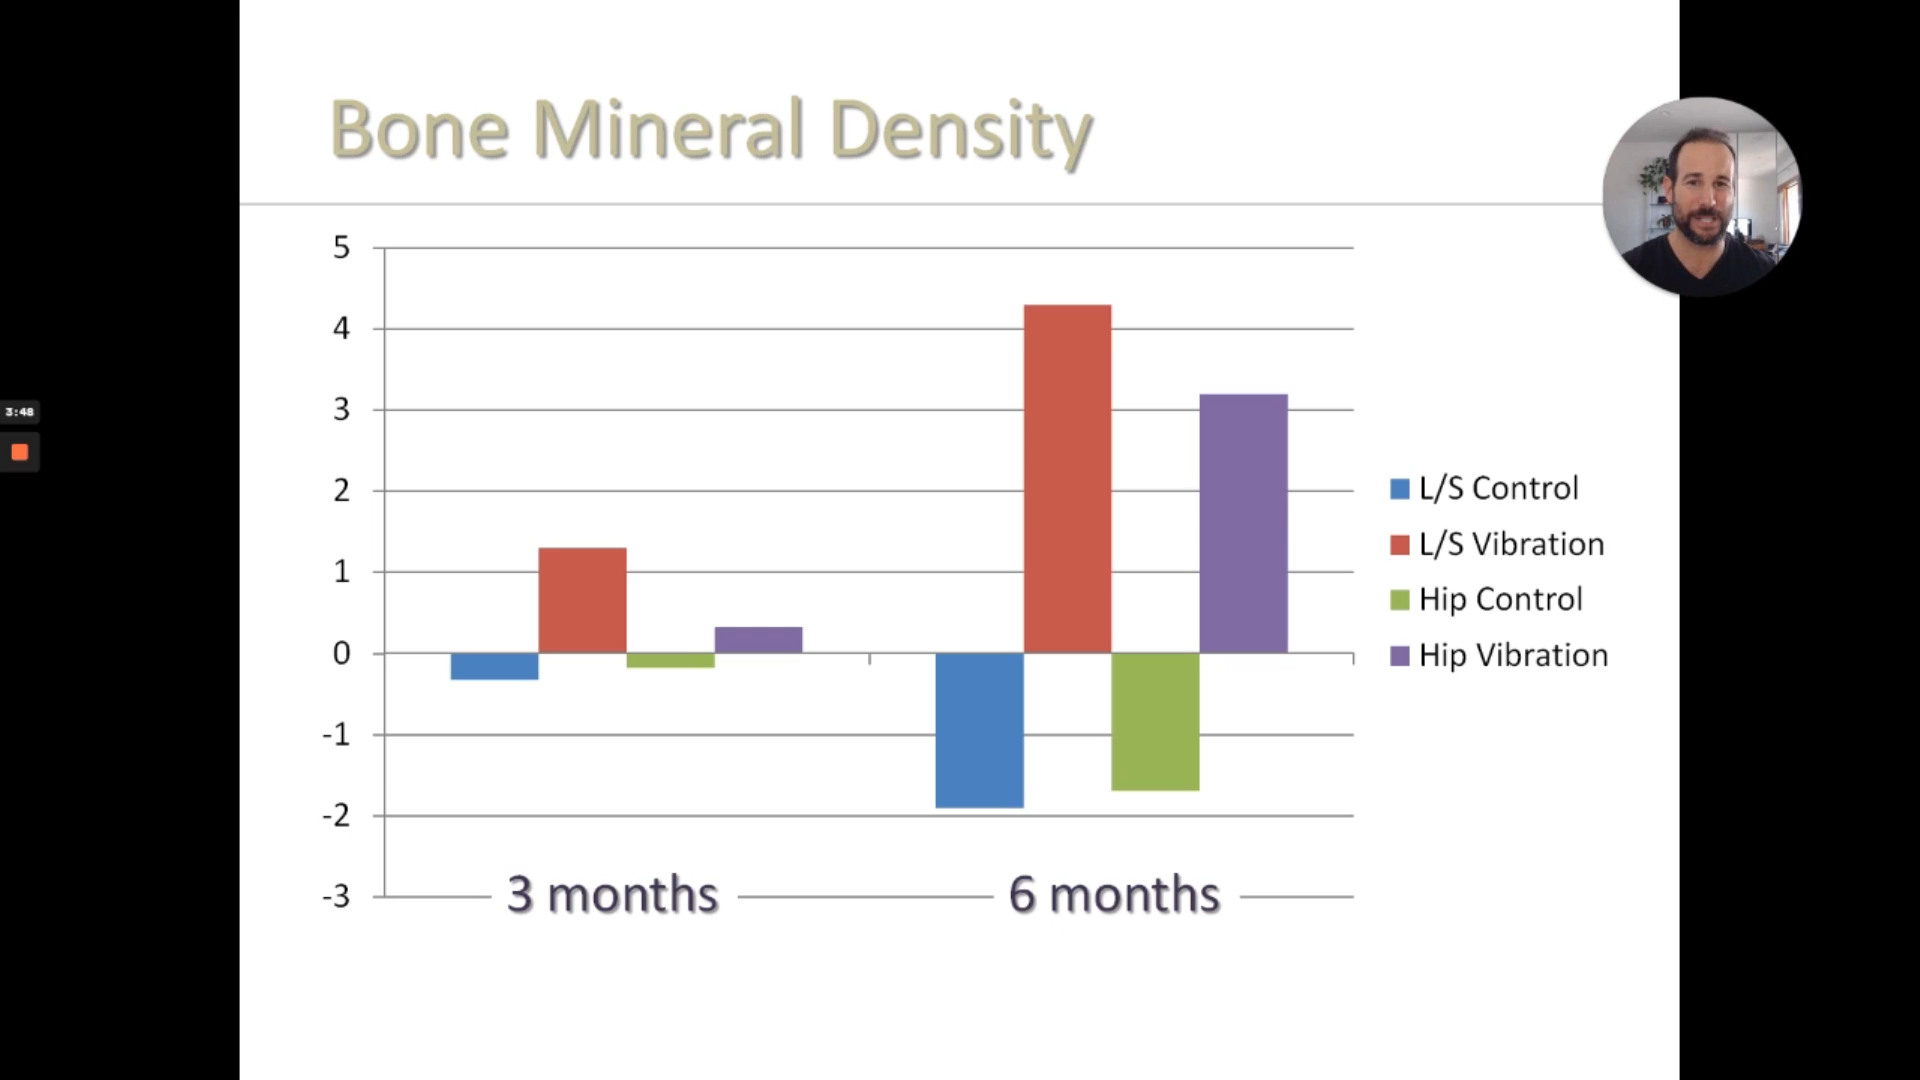 Bone Mineral Density
5
4
3
2
1
0
-1
-2
-3
3 months
6 months
L/S Control
L/S Vibration
Hip Control
Hip Vibration
3:48